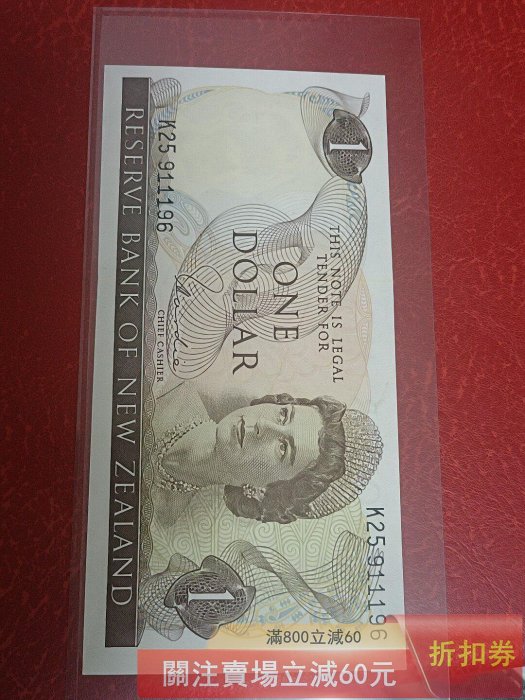 RESERVE BANK OF NEW ZEALAND
K25 911196
THIS NOTE IS LEGAL
TENDER FOR
ONE
DOLLAR
CHIEF CASHIER
1
1
K25 911196
滿800立減60
關注賣場立減60元
折扣券